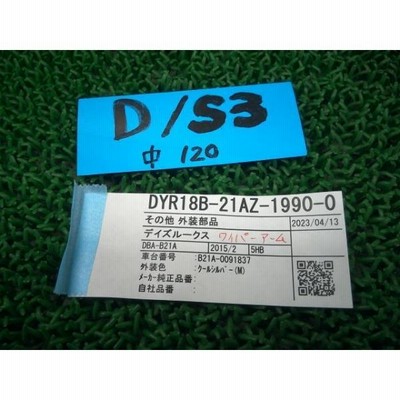 D/S3
中 120
DYR18B-21AZ-1990-0
その他 外装部品 2023/04/13
デイズルークス ワイパーアーム
DBA-B21A 2015/2 5HB
車台番号 : B21A-0091837
外装色 : クールシルバー(M)
メーカー純正品番 :
自社品番 :